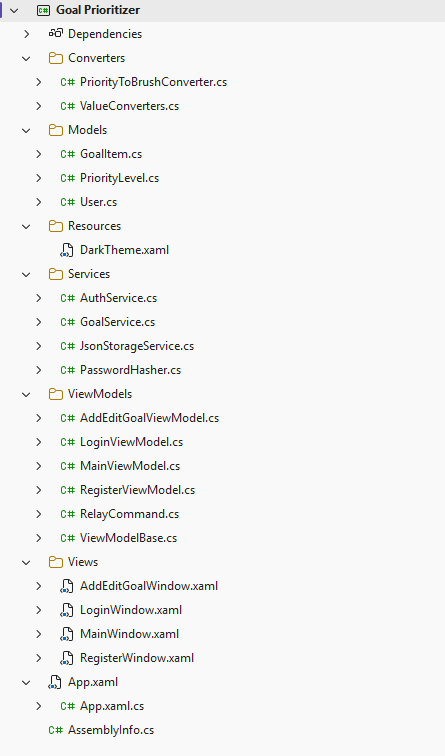 C# Goal Prioritizer
Dependencies
Converters
C# PriorityToBrushConverter.cs
C# ValueConverters.cs
Models
C# GoalItem.cs
C# PriorityLevel.cs
C# User.cs
Resources
DarkTheme.xaml
Services
C# AuthService.cs
C# GoalService.cs
C# JsonStorageService.cs
C# PasswordHasher.cs
ViewModels
C# AddEditGoalViewModel.cs
C# LoginViewModel.cs
C# MainViewModel.cs
C# RegisterViewModel.cs
C# RelayCommand.cs
C# ViewModelBase.cs
Views
AddEditGoalWindow.xaml
LoginWindow.xaml
MainWindow.xaml
RegisterWindow.xaml
App.xaml
C# App.xaml.cs
C# AssemblyInfo.cs